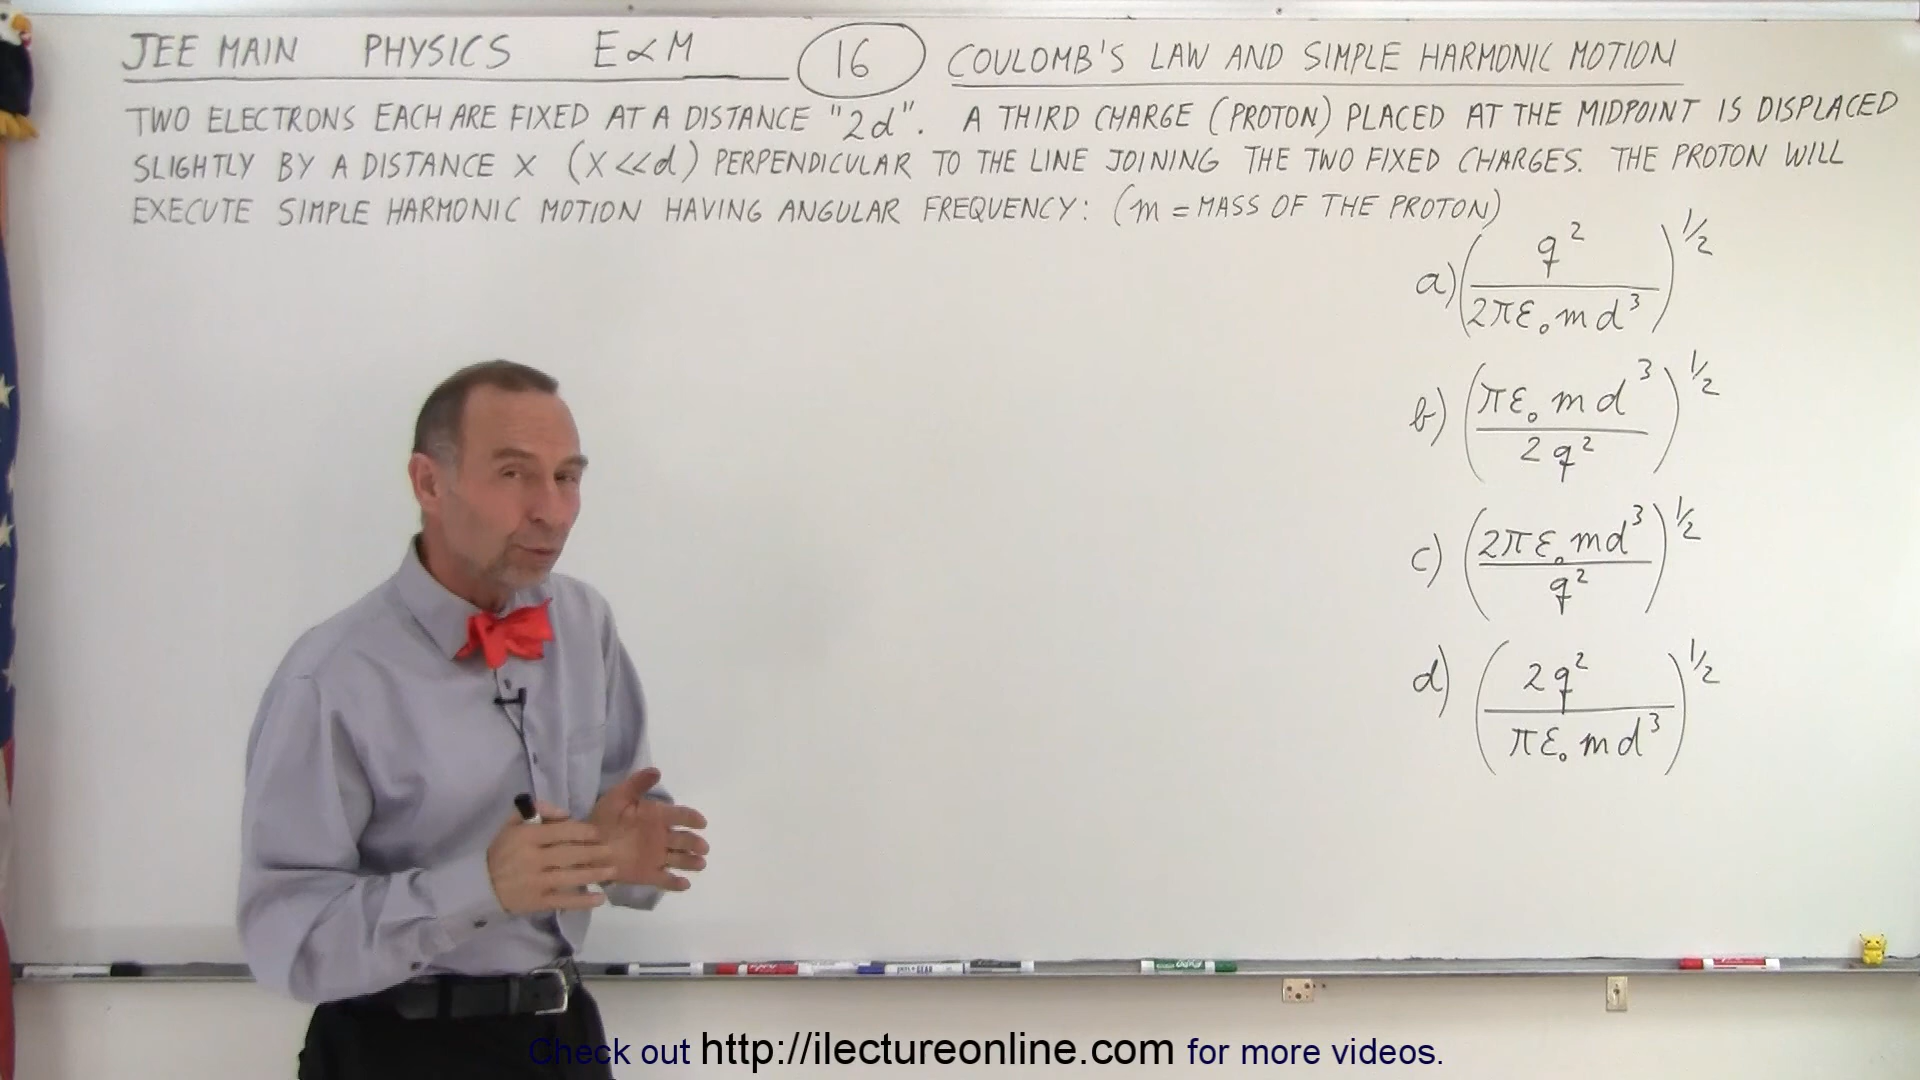 JEE MAIN PHYSICS E&M 16 COULOMB'S LAW AND SIMPLE HARMONIC MOTION
TWO ELECTRONS EACH ARE FIXED AT A DISTANCE "2d". A THIRD CHARGE (PROTON) PLACED AT THE MIDPOINT IS DISPLACED
SLIGHTLY BY A DISTANCE X (X<<d) PERPENDICULAR TO THE LINE JOINING THE TWO FIXED CHARGES. THE PROTON WILL
EXECUTE SIMPLE HARMONIC MOTION HAVING ANGULAR FREQUENCY: (m = MASS OF THE PROTON)
a) (q² / 2πε₀md³)^1/2
b) (πε₀md³ / 2q²)^1/2
c) (2πε₀md³ / q²)^1/2
d) (2q² / πε₀md³)^1/2
Check out http://ilectureonline.com for more videos.